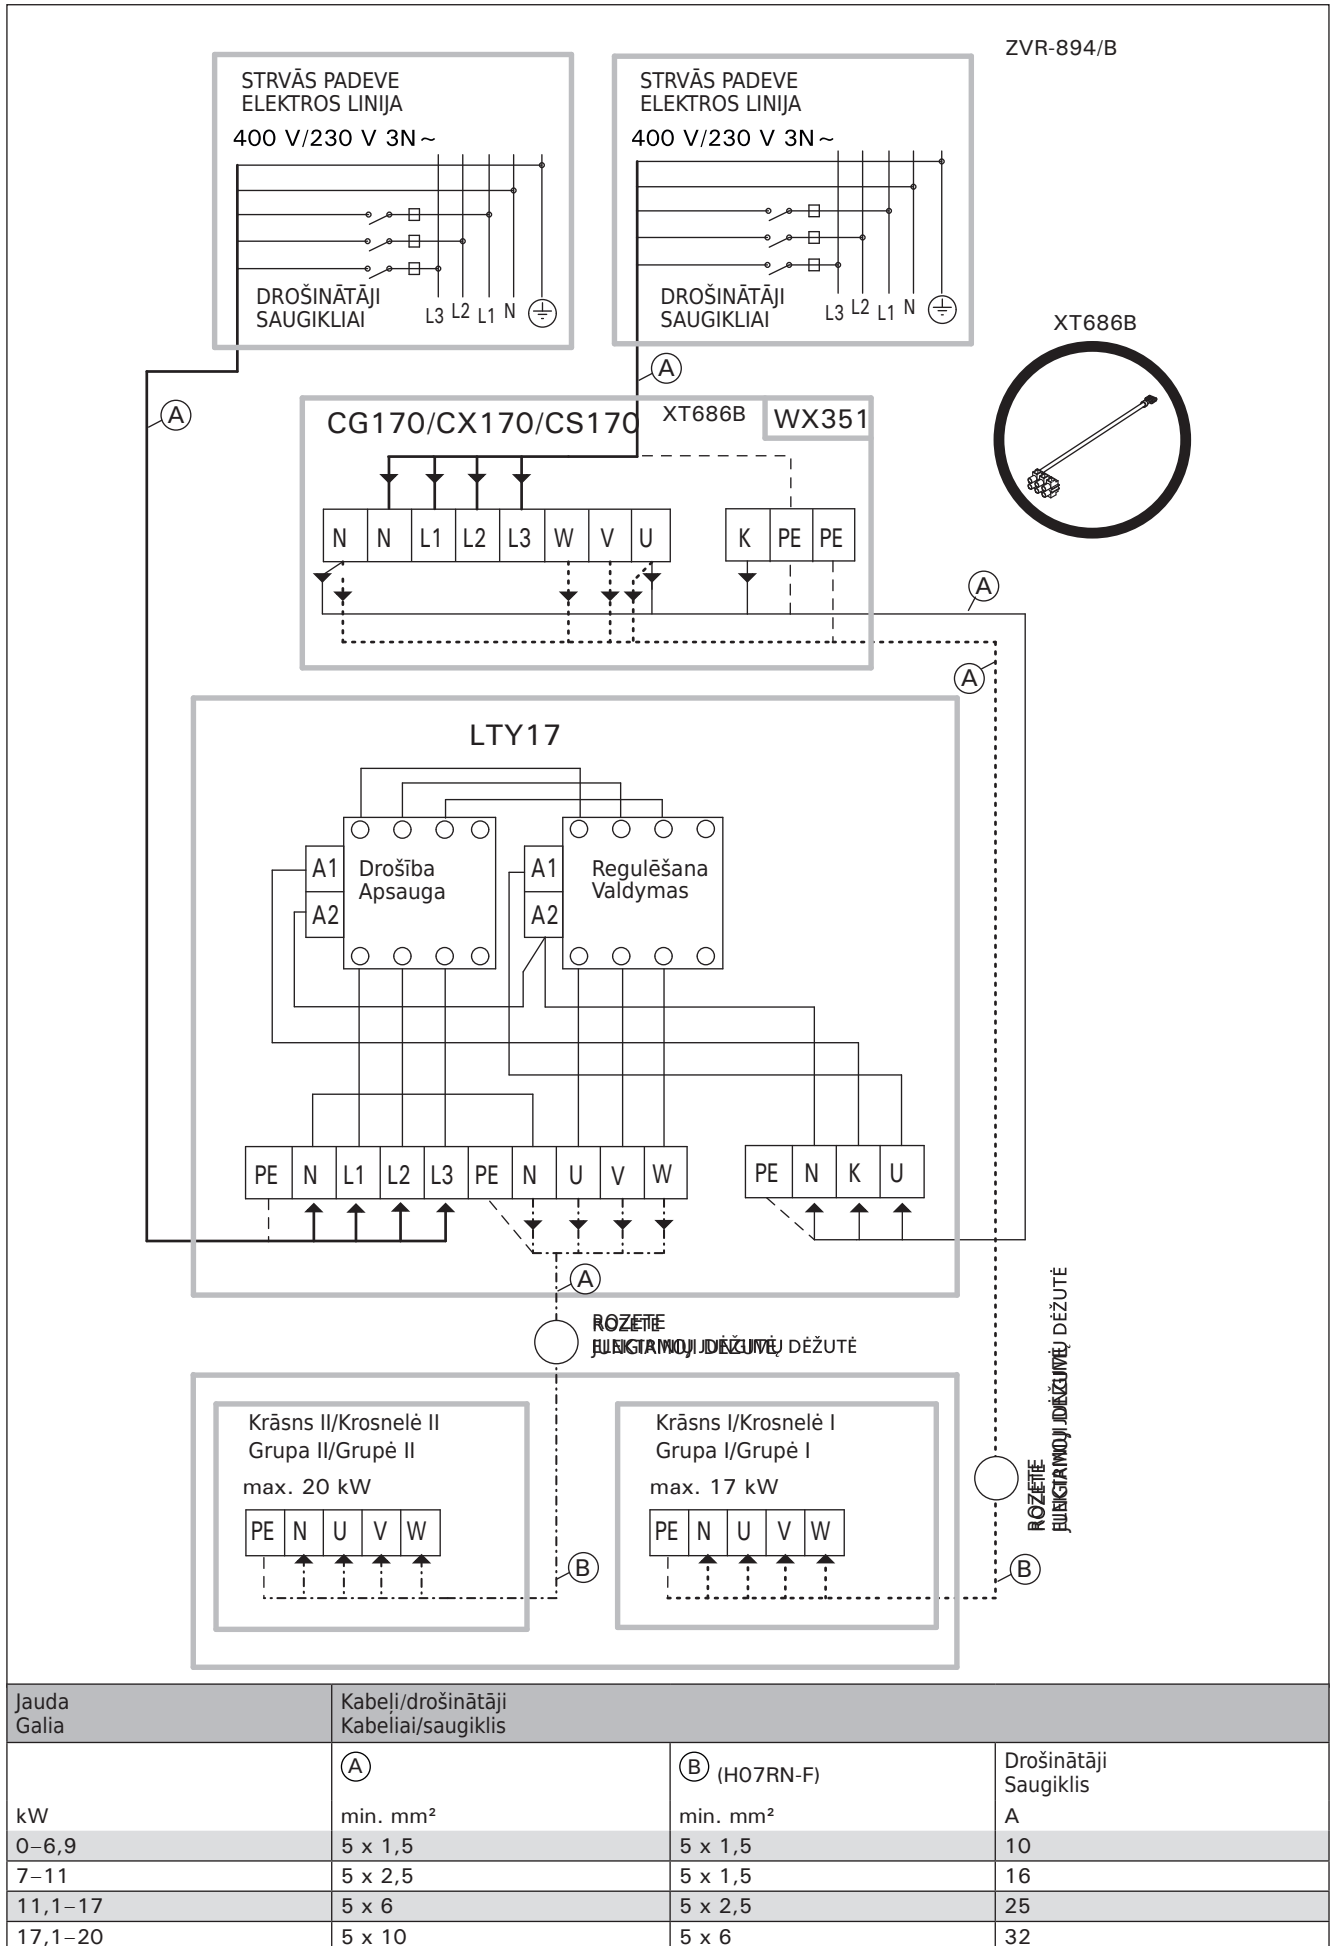 ZVR-894/B
STRVĀS PADEVE
ELEKTROS LINIJA
400 V/230 V 3N~
DROŠINĀTĀJI
SAUGIKLIAI
L3 L2 L1 N
STRVĀS PADEVE
ELEKTROS LINIJA
400 V/230 V 3N~
DROŠINĀTĀJI
SAUGIKLIAI
L3 L2 L1 N
XT686B
A
A
CG170/CX170/CS170
XT686B
WX351
N N L1 L2 L3 W V U
K PE PE
A
A
LTY17
A1
A2
Drošība
Apsauga
A1
A2
Regulēšana
Valdymas
PE N L1 L2 L3 PE N U V W
PE N K U
A
ROZETE
DĖŽUTĖ
ROZETE
DĖŽUTĖ
Krāsns II/Krosnelė II
Grupa II/Grupė II
max. 20 kW
PE N U V W
B
Krāsns I/Krosnelė I
Grupa I/Grupė I
max. 17 kW
PE N U V W
B
Jauda
Galia
Kabeļi/drošinātāji
Kabeliai/saugiklis
A
B (H07RN-F)
Drošinātāji
Saugiklis
kW min. mm² min. mm² A
0–6,9 5 x 1,5 5 x 1,5 10
7–11 5 x 2,5 5 x 1,5 16
11,1–17 5 x 6 5 x 2,5 25
17,1–20 5 x 10 5 x 6 32